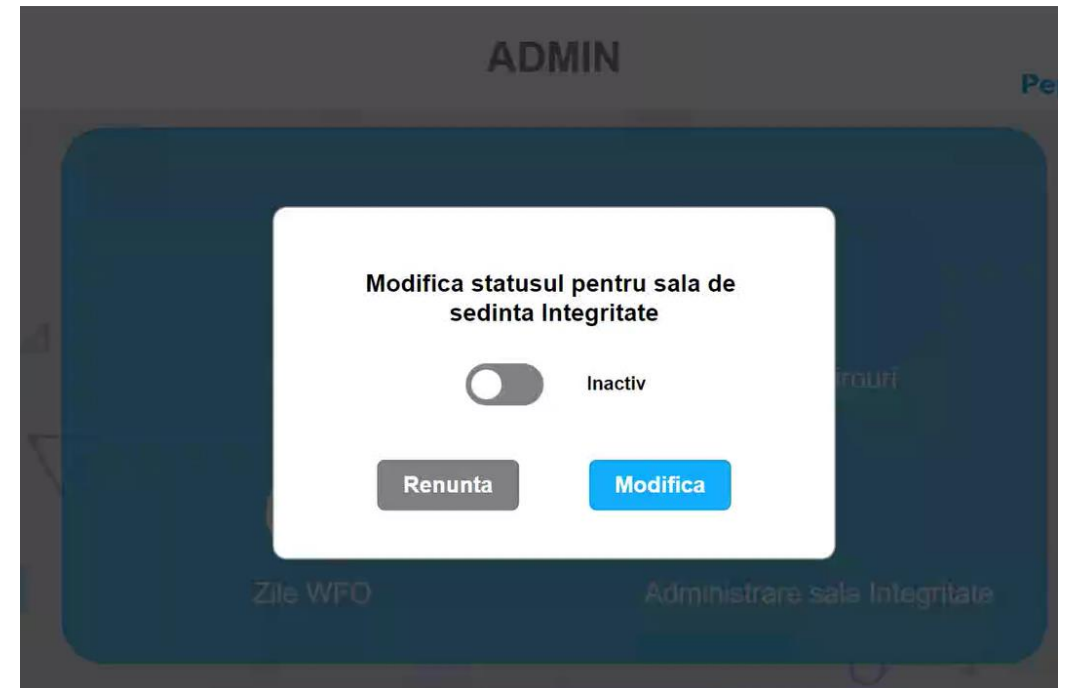 ADMIN
Modifica statusul pentru sala de
sedinta Integritate
Inactiv
Renunta
Modifica
Zile WFO
Administrare sala Integritate